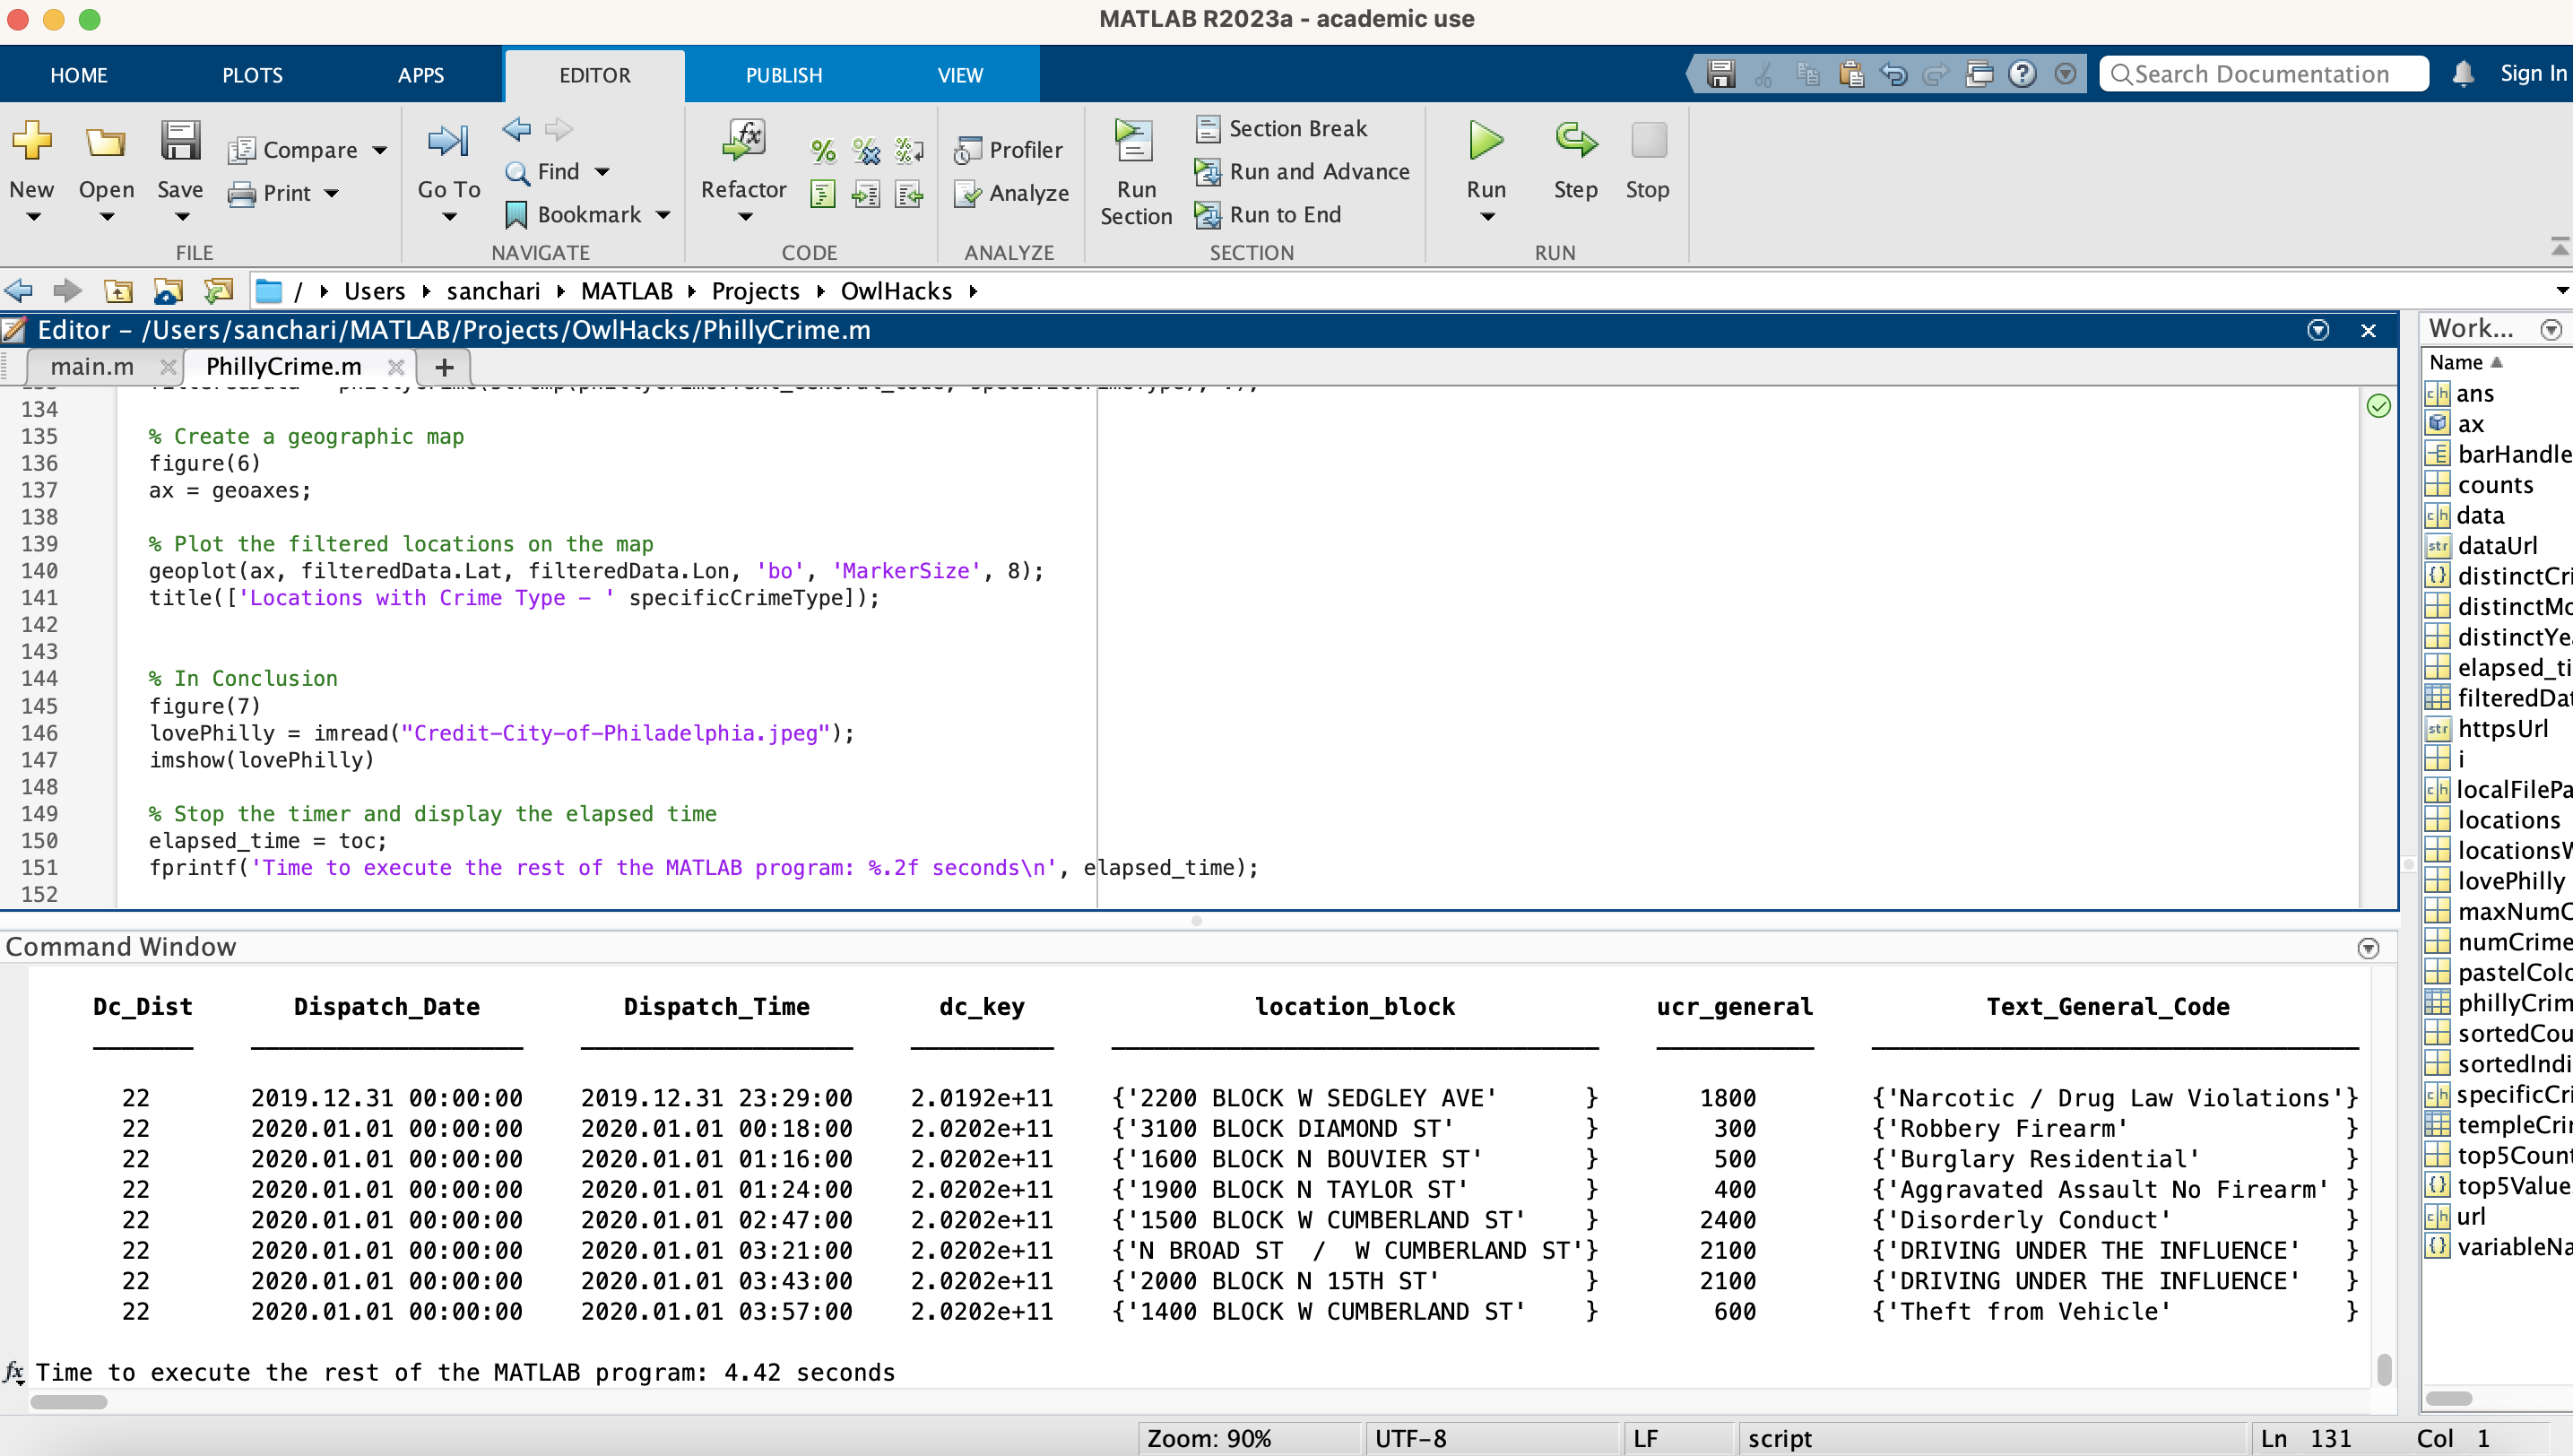 MATLAB R2023a - academic use
HOME PLOTS APPS EDITOR PUBLISH VIEW Search Documentation Sign In
New Open Save Compare Print Go To Find Bookmark Refactor Profiler Analyze Run Section Section Break Run and Advance Run to End Run Step Stop
FILE NAVIGATE CODE ANALYZE SECTION RUN
/ Users sanchari MATLAB Projects OwlHacks
Editor – /Users/sanchari/MATLAB/Projects/OwlHacks/PhillyCrime.m
main.m PhillyCrime.m +
134
135 % Create a geographic map
136 figure(6)
137 ax = geoaxes;
138
139 % Plot the filtered locations on the map
140 geoplot(ax, filteredData.Lat, filteredData.Lon, 'bo', 'MarkerSize', 8);
141 title(['Locations with Crime Type – ' specificCrimeType]);
142
143
144 % In Conclusion
145 figure(7)
146 lovePhilly = imread("Credit-City-of-Philadelphia.jpeg");
147 imshow(lovePhilly)
148
149 % Stop the timer and display the elapsed time
150 elapsed_time = toc;
151 fprintf('Time to execute the rest of the MATLAB program: %.2f seconds\n', elapsed_time);
152
Command Window
Dc_Dist Dispatch_Date Dispatch_Time dc_key location_block ucr_general Text_General_Code
22 2019.12.31 00:00:00 2019.12.31 23:29:00 2.0192e+11 {'2200 BLOCK W SEDGLEY AVE' } 1800 {'Narcotic / Drug Law Violations'}
22 2020.01.01 00:00:00 2020.01.01 00:18:00 2.0202e+11 {'3100 BLOCK DIAMOND ST' } 300 {'Robbery Firearm' }
22 2020.01.01 00:00:00 2020.01.01 01:16:00 2.0202e+11 {'1600 BLOCK N BOUVIER ST' } 500 {'Burglary Residential' }
22 2020.01.01 00:00:00 2020.01.01 01:24:00 2.0202e+11 {'1900 BLOCK N TAYLOR ST' } 400 {'Aggravated Assault No Firearm' }
22 2020.01.01 00:00:00 2020.01.01 02:47:00 2.0202e+11 {'1500 BLOCK W CUMBERLAND ST' } 2400 {'Disorderly Conduct' }
22 2020.01.01 00:00:00 2020.01.01 03:21:00 2.0202e+11 {'N BROAD ST / W CUMBERLAND ST'} 2100 {'DRIVING UNDER THE INFLUENCE' }
22 2020.01.01 00:00:00 2020.01.01 03:43:00 2.0202e+11 {'2000 BLOCK N 15TH ST' } 2100 {'DRIVING UNDER THE INFLUENCE' }
22 2020.01.01 00:00:00 2020.01.01 03:57:00 2.0202e+11 {'1400 BLOCK W CUMBERLAND ST' } 600 {'Theft from Vehicle' }
fx Time to execute the rest of the MATLAB program: 4.42 seconds
Work...
Name
ans
ax
barHandle
counts
data
dataUrl
distinctCri
distinctMo
distinctYe
elapsed_ti
filteredDa
httpsUrl
i
localFilePa
locations
locationsW
lovePhilly
maxNumC
numCrime
pastelColo
phillyCrim
sortedCou
sortedIndi
specificCri
templeCri
top5Count
top5Value
url
variableNa
Zoom: 90% UTF-8 LF script Ln 131 Col 1